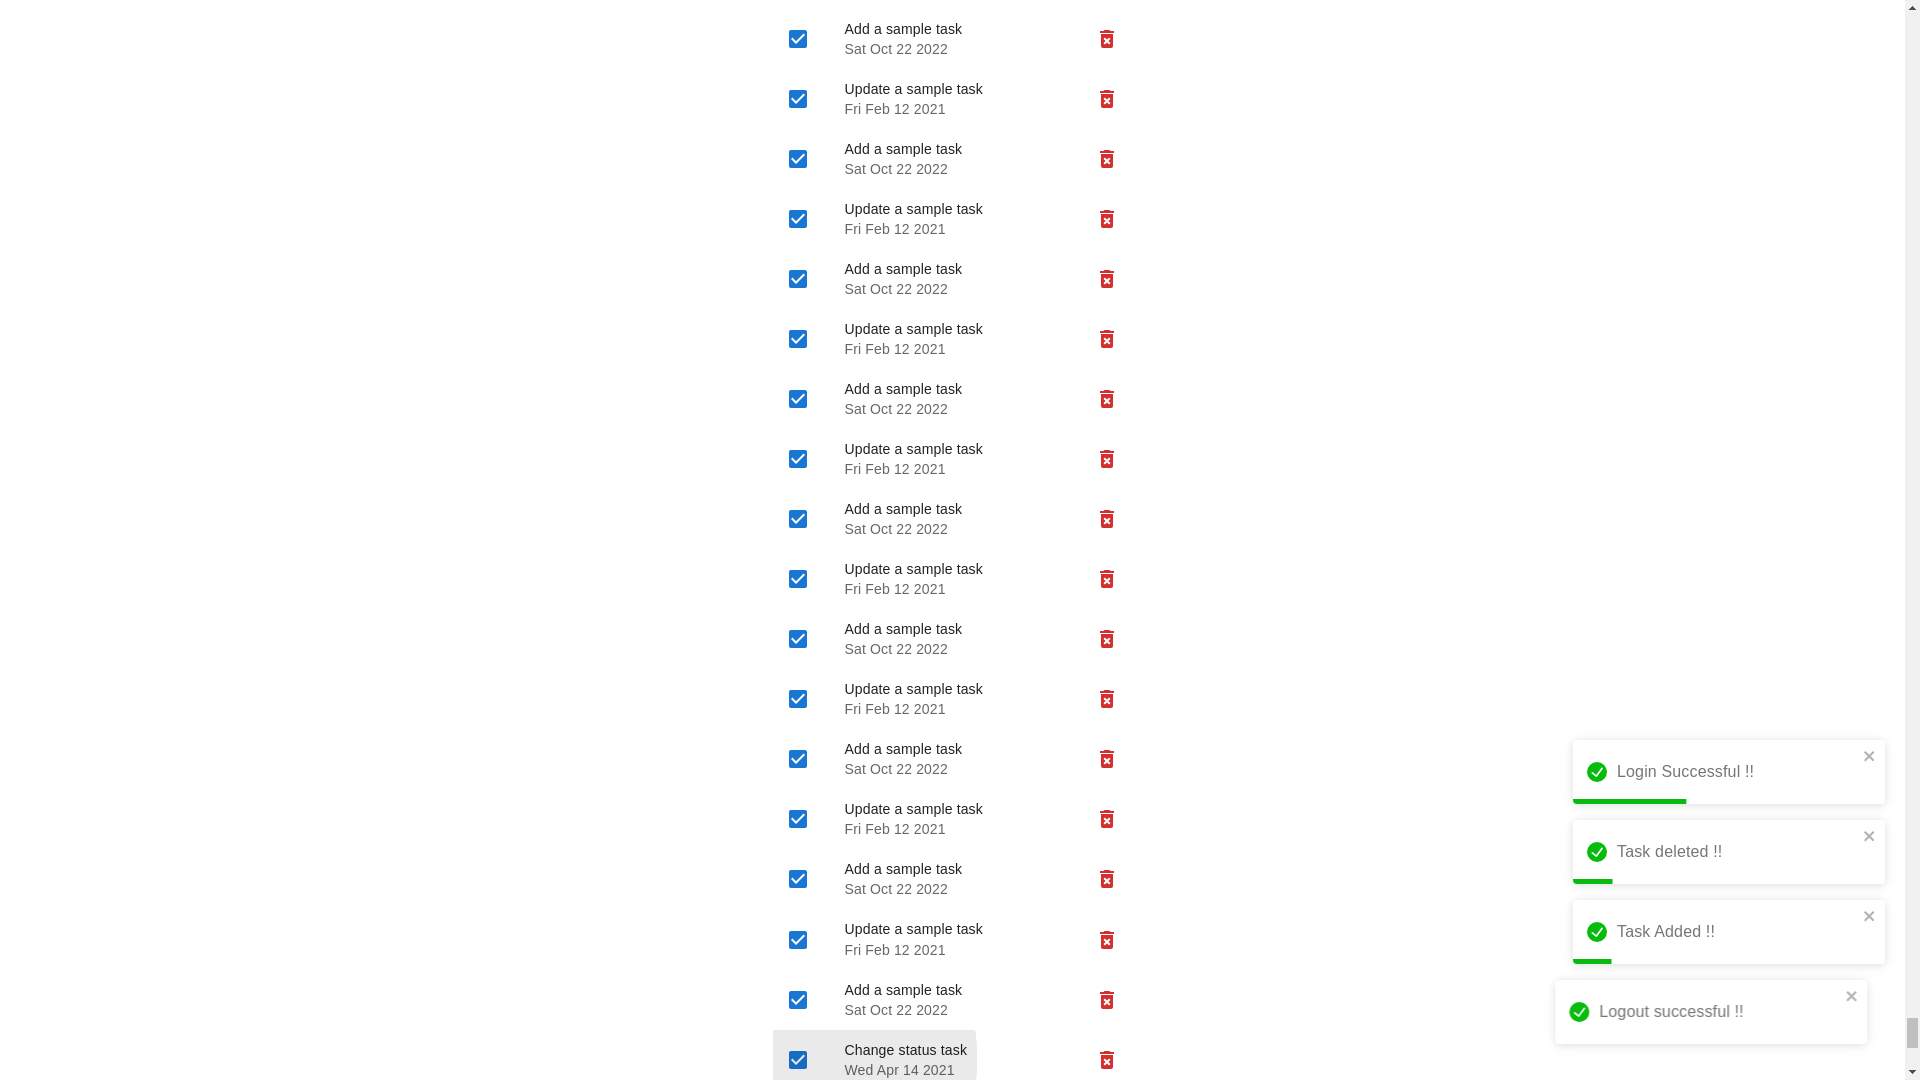 Add a sample task
Sat Oct 22 2022
Update a sample task
Fri Feb 12 2021
Add a sample task
Sat Oct 22 2022
Update a sample task
Fri Feb 12 2021
Add a sample task
Sat Oct 22 2022
Update a sample task
Fri Feb 12 2021
Add a sample task
Sat Oct 22 2022
Update a sample task
Fri Feb 12 2021
Add a sample task
Sat Oct 22 2022
Update a sample task
Fri Feb 12 2021
Add a sample task
Sat Oct 22 2022
Update a sample task
Fri Feb 12 2021
Add a sample task
Sat Oct 22 2022
Update a sample task
Fri Feb 12 2021
Add a sample task
Sat Oct 22 2022
Update a sample task
Fri Feb 12 2021
Add a sample task
Sat Oct 22 2022
Change status task
Wed Apr 14 2021
Login Successful !!
Task deleted !!
Task Added !!
Logout successful !!